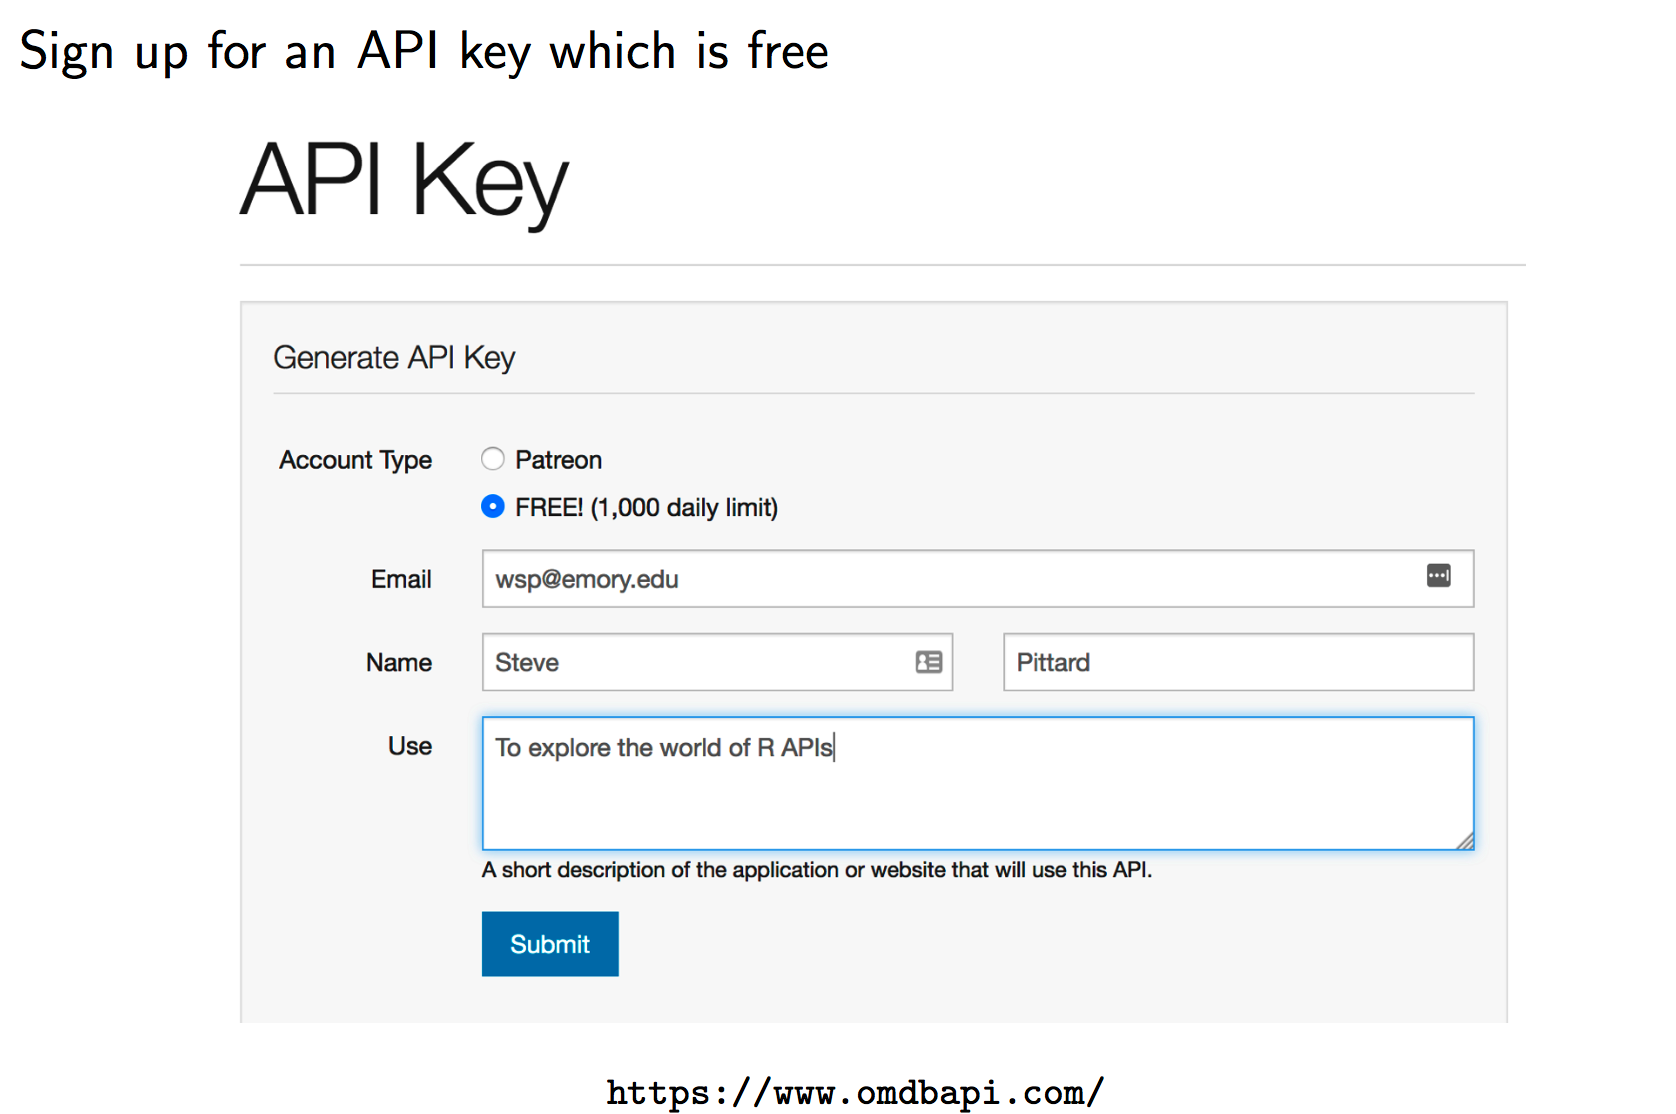 Sign up for an API key which is free
API Key
Generate API Key
Account Type
Patreon
FREE! (1,000 daily limit)
Email
wsp@emory.edu
Name
Steve
Pittard
Use
To explore the world of R APIs
A short description of the application or website that will use this API.
Submit
https://www.omdbapi.com/